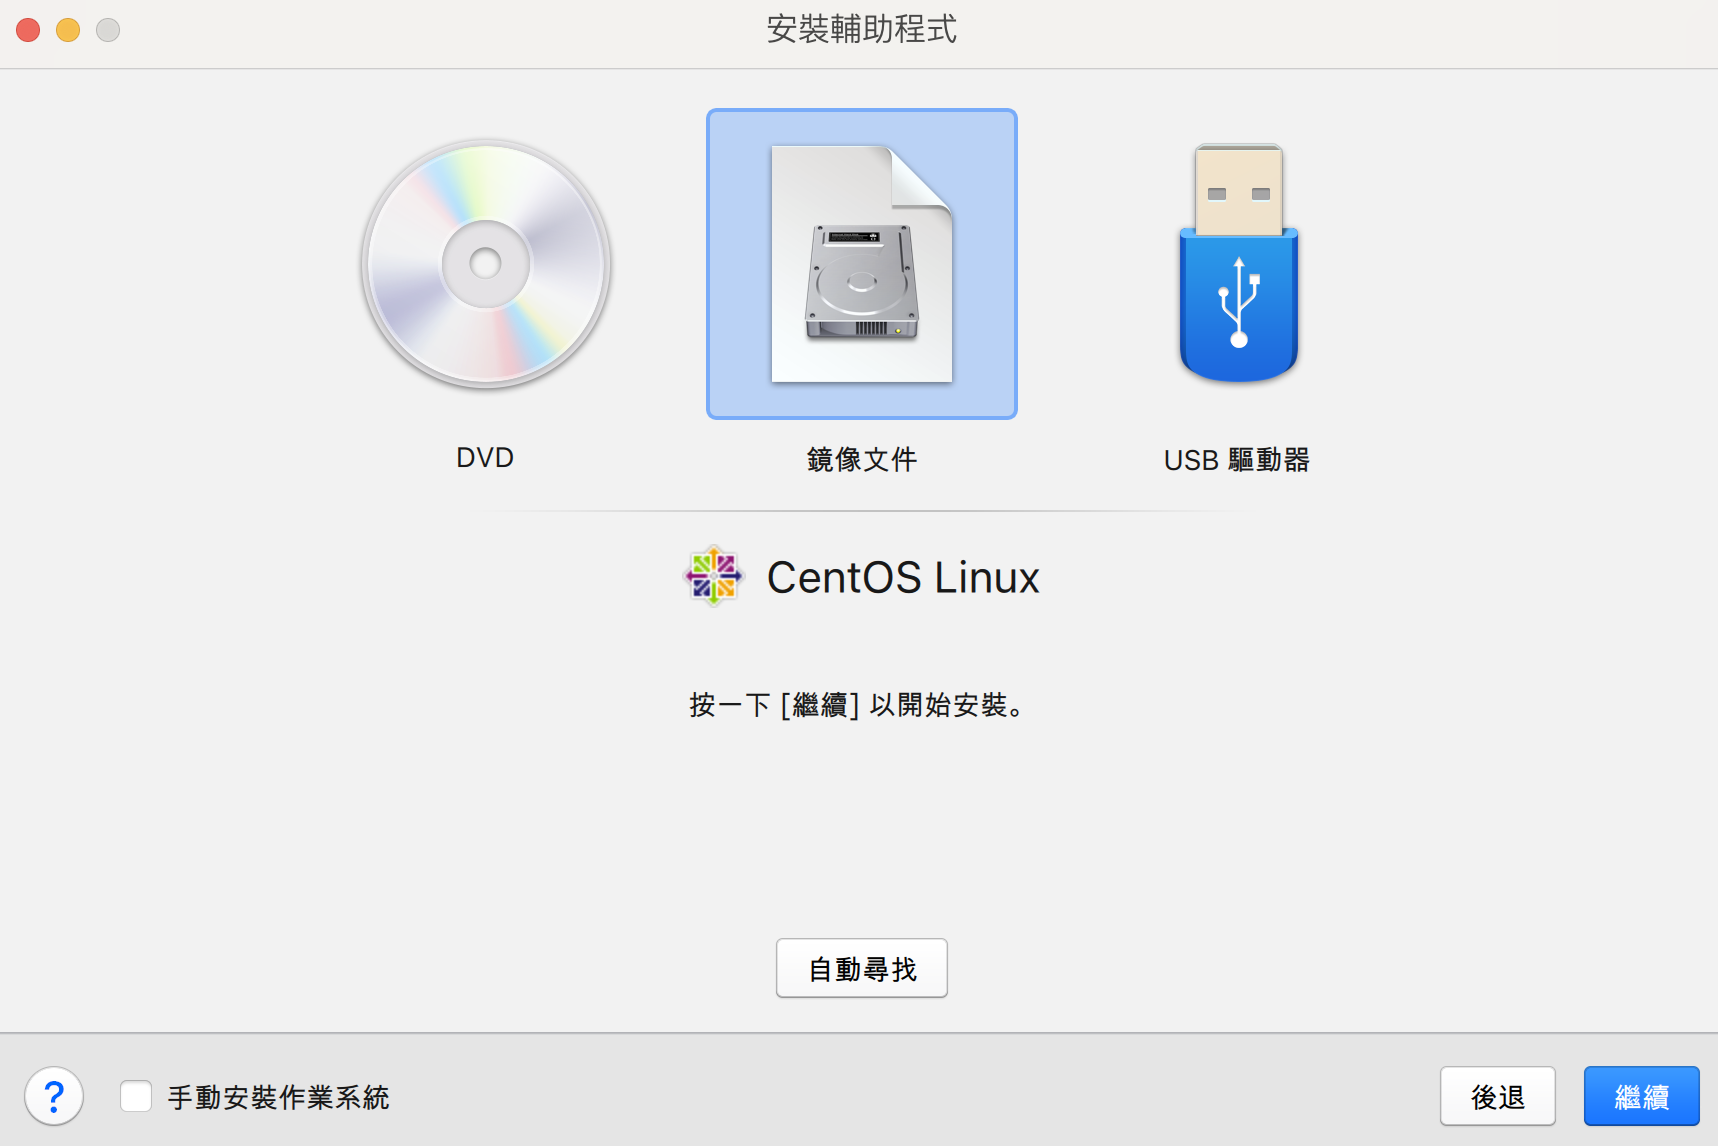 安裝輔助程式
DVD
鏡像文件
USB 驅動器
CentOS Linux
按一下 [繼續] 以開始安裝。
自動尋找
?
手動安裝作業系統
後退
繼續